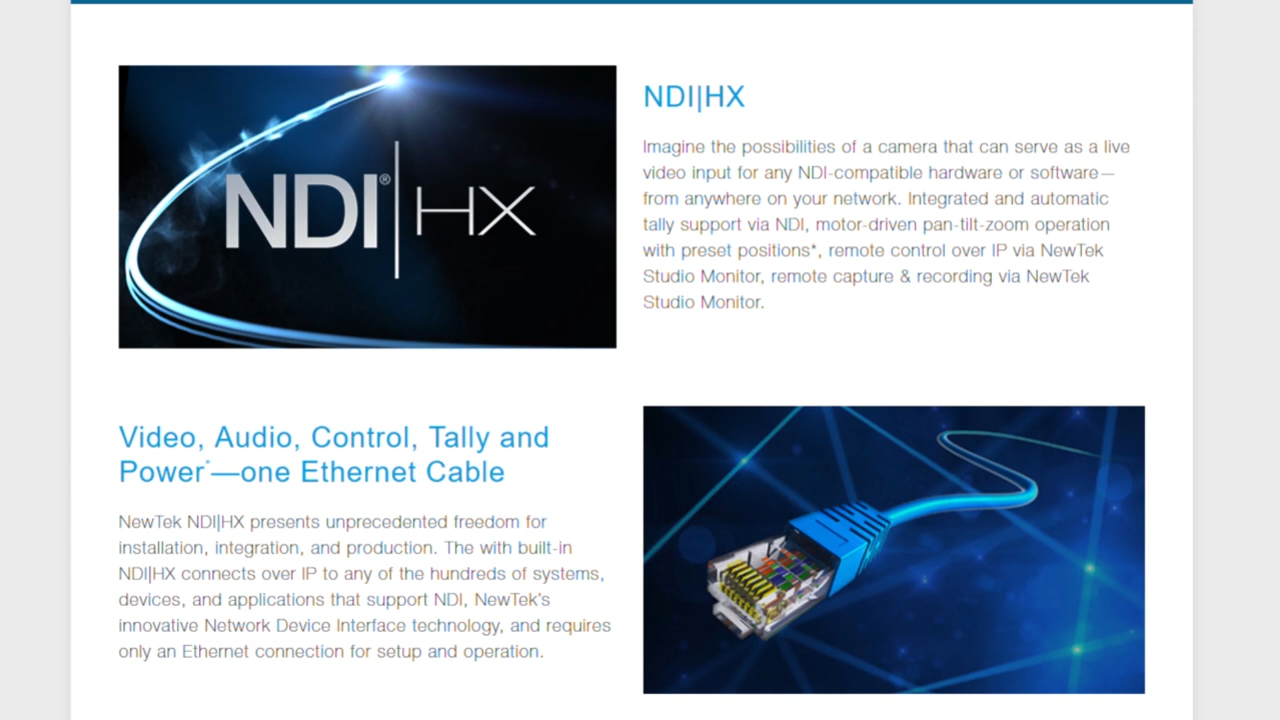 NDI® | HX
NDI|HX
Imagine the possibilities of a camera that can serve as a live
video input for any NDI-compatible hardware or software—
from anywhere on your network. Integrated and automatic
tally support via NDI, motor-driven pan-tilt-zoom operation
with preset positions*, remote control over IP via NewTek
Studio Monitor, remote capture & recording via NewTek
Studio Monitor.
Video, Audio, Control, Tally and
Power*—one Ethernet Cable
NewTek NDI|HX presents unprecedented freedom for
installation, integration, and production. The with built-in
NDI|HX connects over IP to any of the hundreds of systems,
devices, and applications that support NDI, NewTek's
innovative Network Device Interface technology, and requires
only an Ethernet connection for setup and operation.